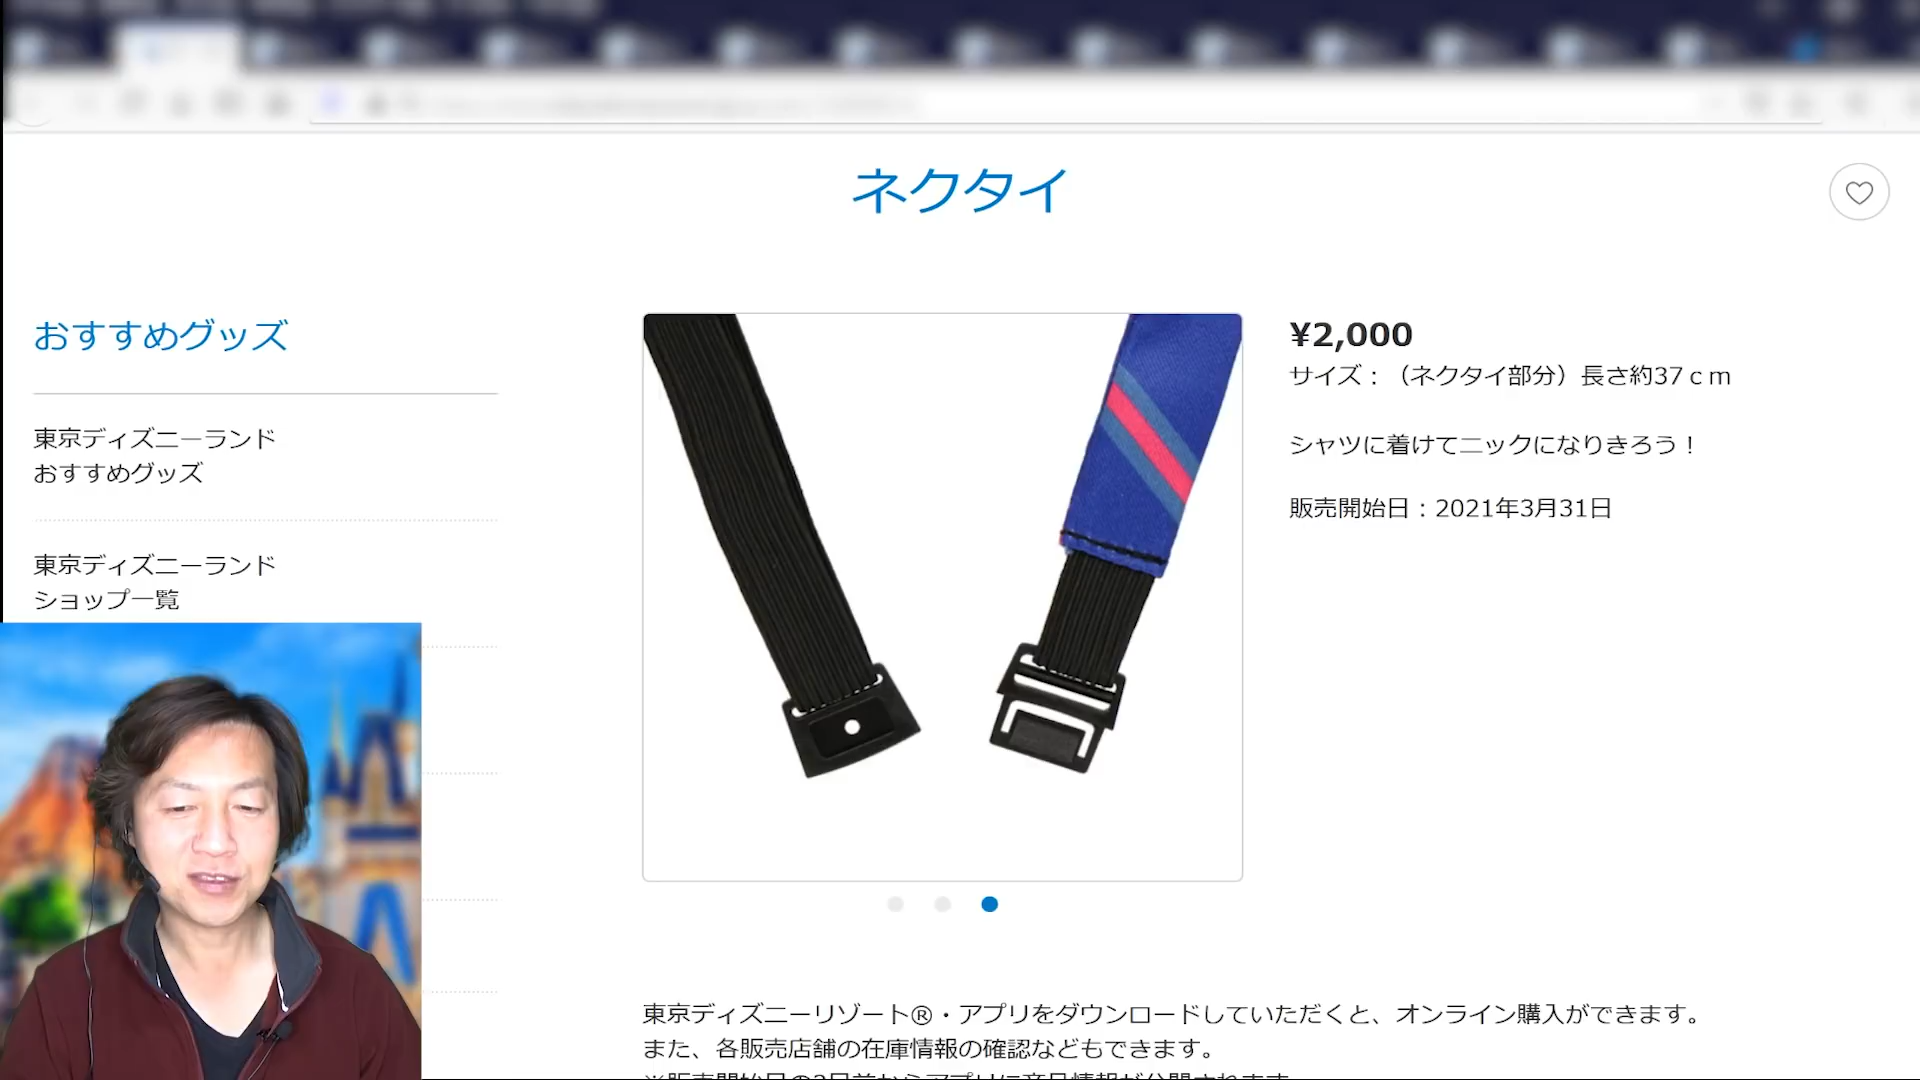 ネクタイ
おすすめグッズ
東京ディズニーランド
おすすめグッズ
東京ディズニーランド
ショップ一覧
¥2,000
サイズ：（ネクタイ部分）長さ約37ｃｍ
シャツに着けてニックになりきろう！
販売開始日：2021年3月31日
東京ディズニーリゾート®・アプリをダウンロードしていただくと、オンライン購入ができます。
また、各販売店舗の在庫情報の確認などもできます。